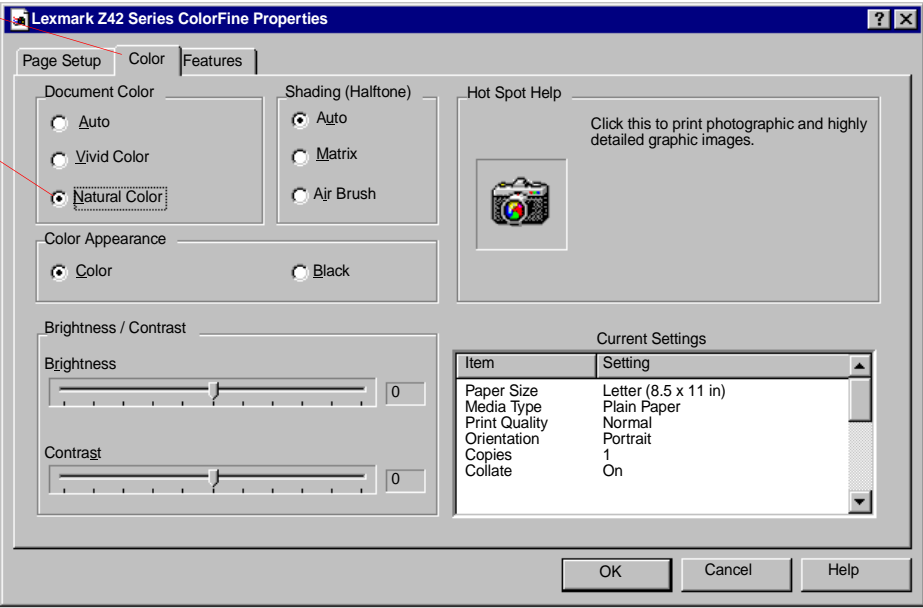 Lexmark Z42 Series ColorFine Properties
Page Setup Color Features
Document Color
Auto
Vivid Color
Natural Color
Shading (Halftone)
Auto
Matrix
Air Brush
Hot Spot Help
Click this to print photographic and highly
detailed graphic images.
Color Appearance
Color
Black
Brightness / Contrast
Brightness
0
Contrast
0
Current Settings
Item Setting
Paper Size Letter (8.5 x 11 in)
Media Type Plain Paper
Print Quality Normal
Orientation Portrait
Copies 1
Collate On
OK Cancel Help